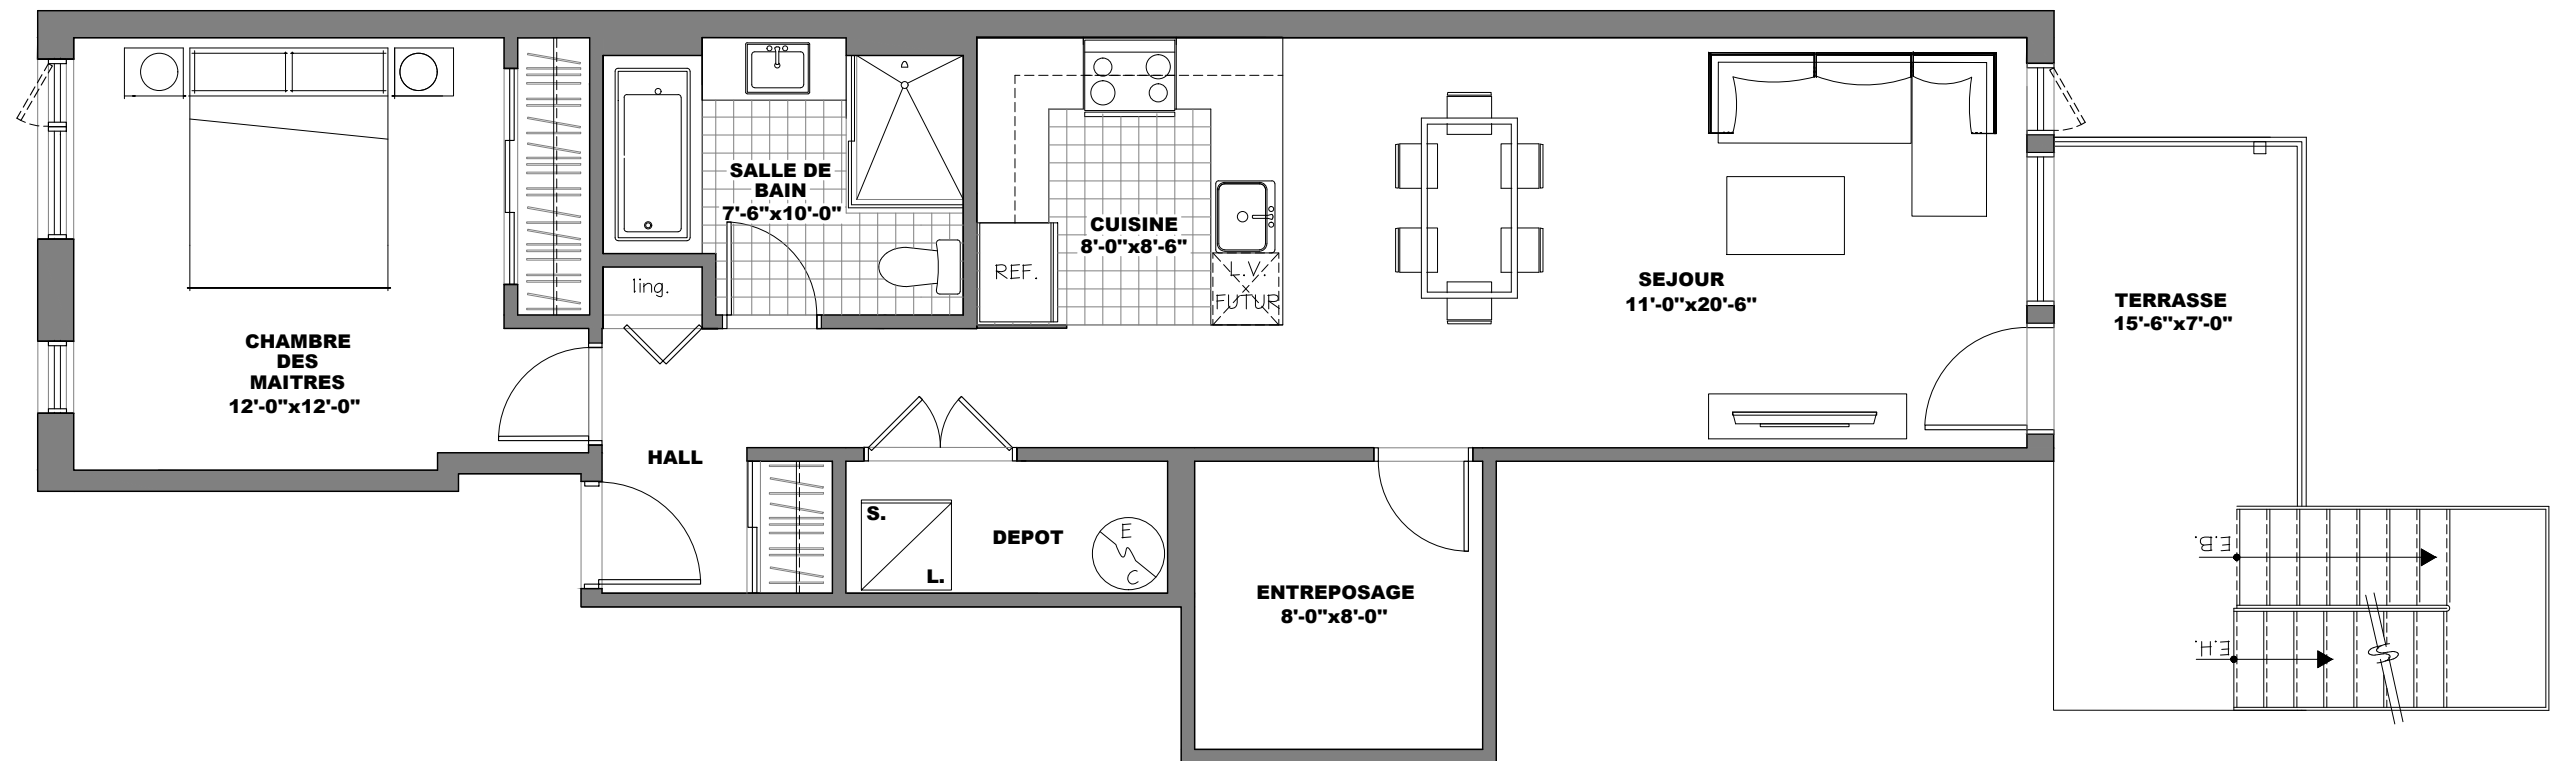 SALLE DE
BAIN
7'-6"x10'-0"
CUISINE
8'-0"x8'-6"
REF.
L.V.
FUTUR
ling.
SEJOUR
11'-0"x20'-6"
TERRASSE
15'-6"x7'-0"
CHAMBRE
DES
MAITRES
12'-0"x12'-0"
HALL
S.
L.
DEPOT
E
C
ENTREPOSAGE
8'-0"x8'-0"
E.B.
E.H.